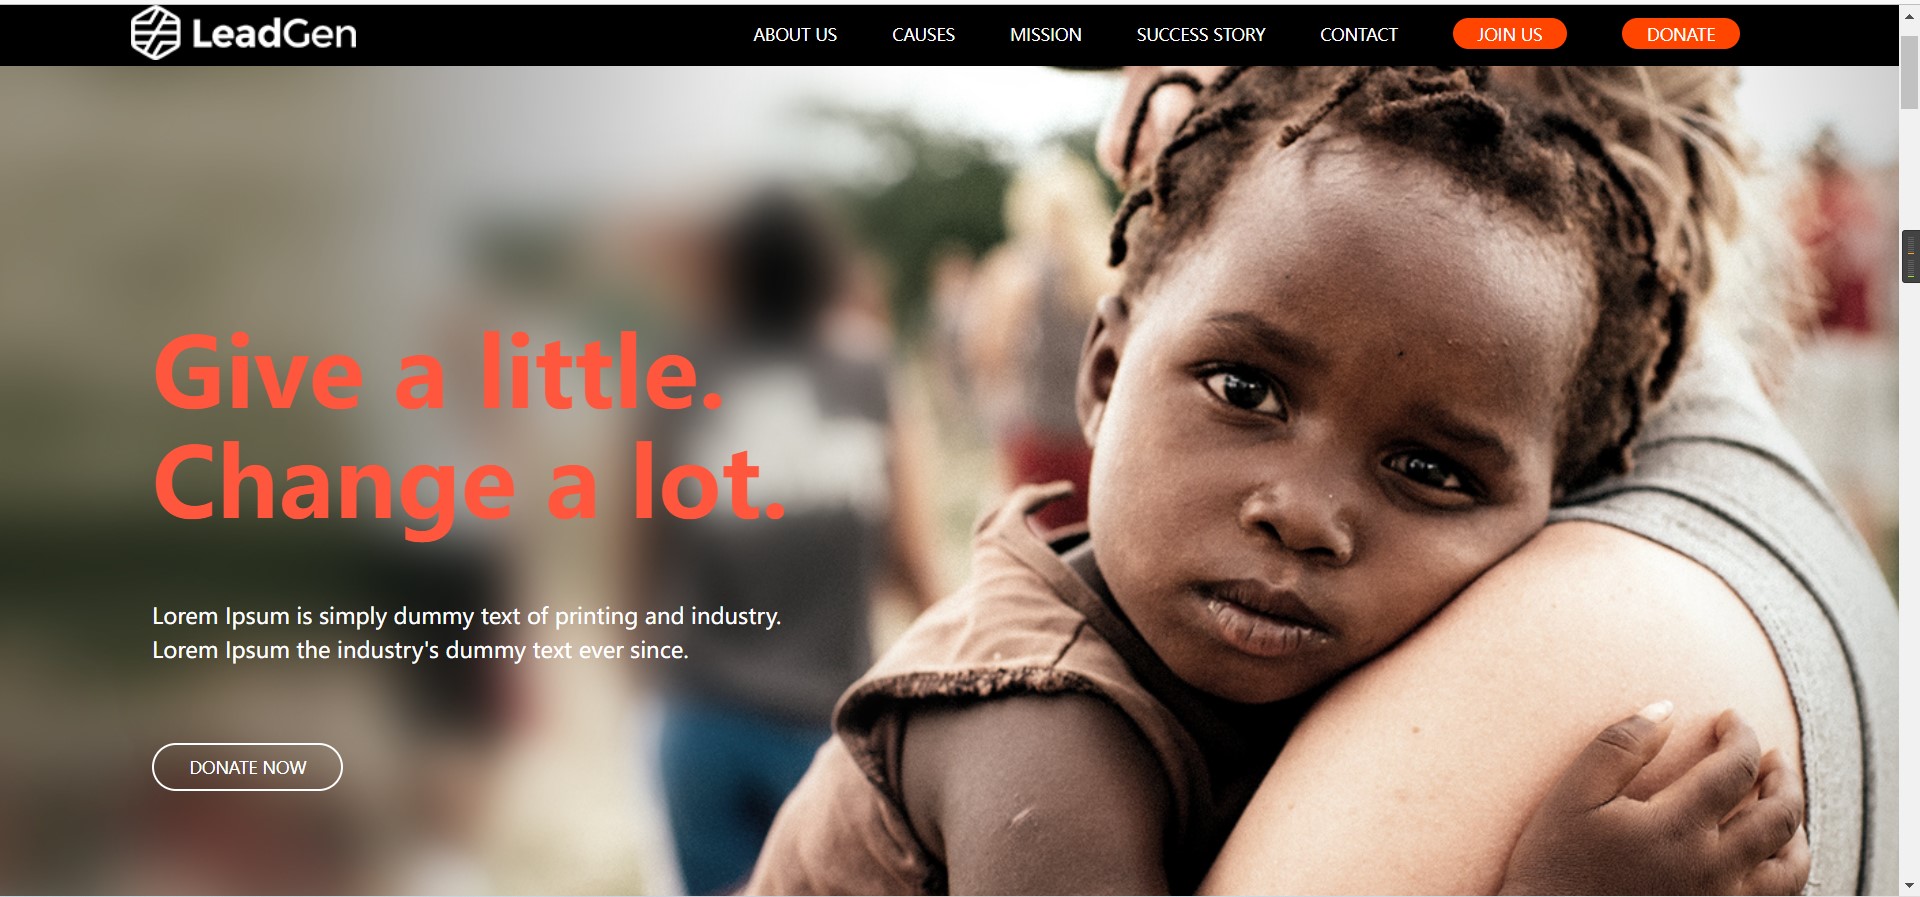 LeadGen
ABOUT US
CAUSES
MISSION
SUCCESS STORY
CONTACT
JOIN US
DONATE
Give a little.
Change a lot.
Lorem Ipsum is simply dummy text of printing and industry.
Lorem Ipsum the industry's dummy text ever since.
DONATE NOW